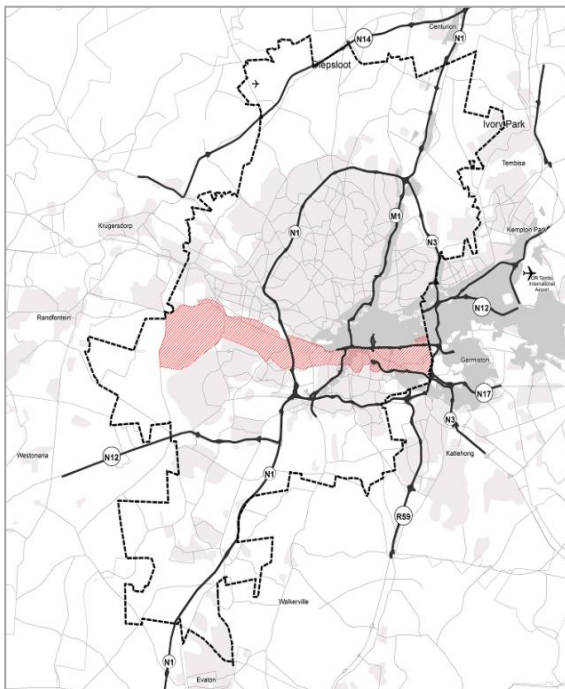 Centurion
N14
N1
Diepsloot
Ivory Park
Tembisa
Krugersdorp
M1
N1
N3
Kempton Park
OR Tambo
International
Airport
Randfontein
N12
Germiston
N17
N3
Westonaria
N12
N1
Katlehong
R59
Walkerville
N1
Evaton